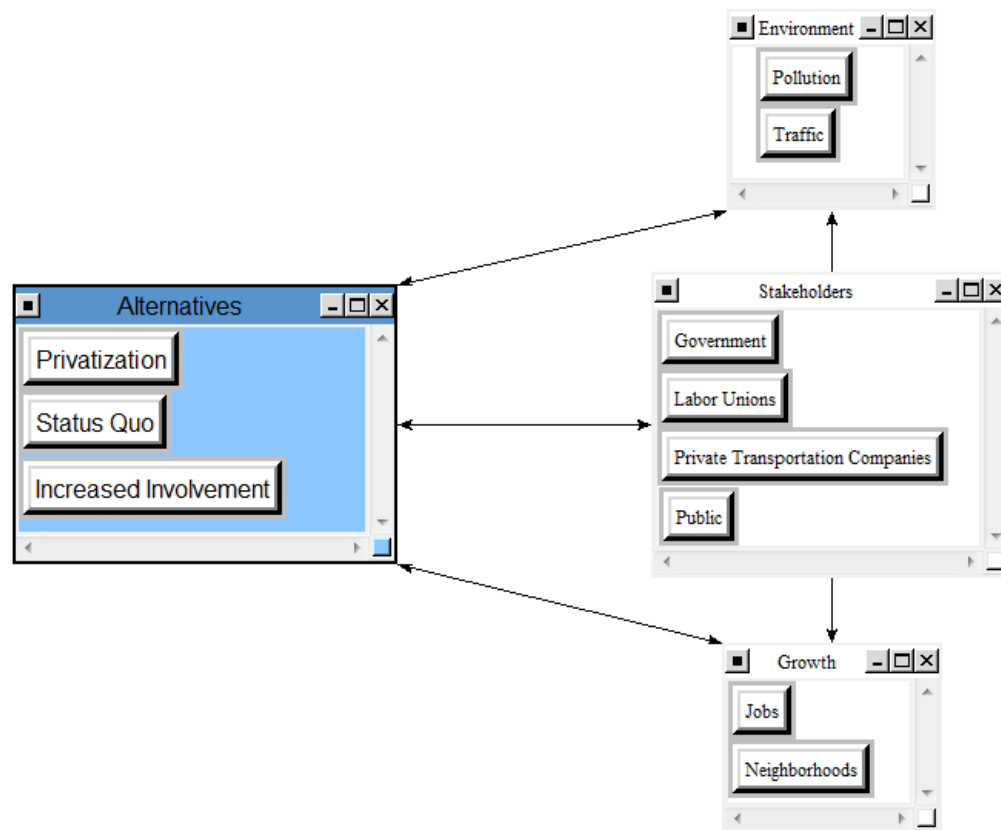 Environment
Pollution
Traffic
Alternatives
Privatization
Status Quo
Increased Involvement
Stakeholders
Government
Labor Unions
Private Transportation Companies
Public
Growth
Jobs
Neighborhoods